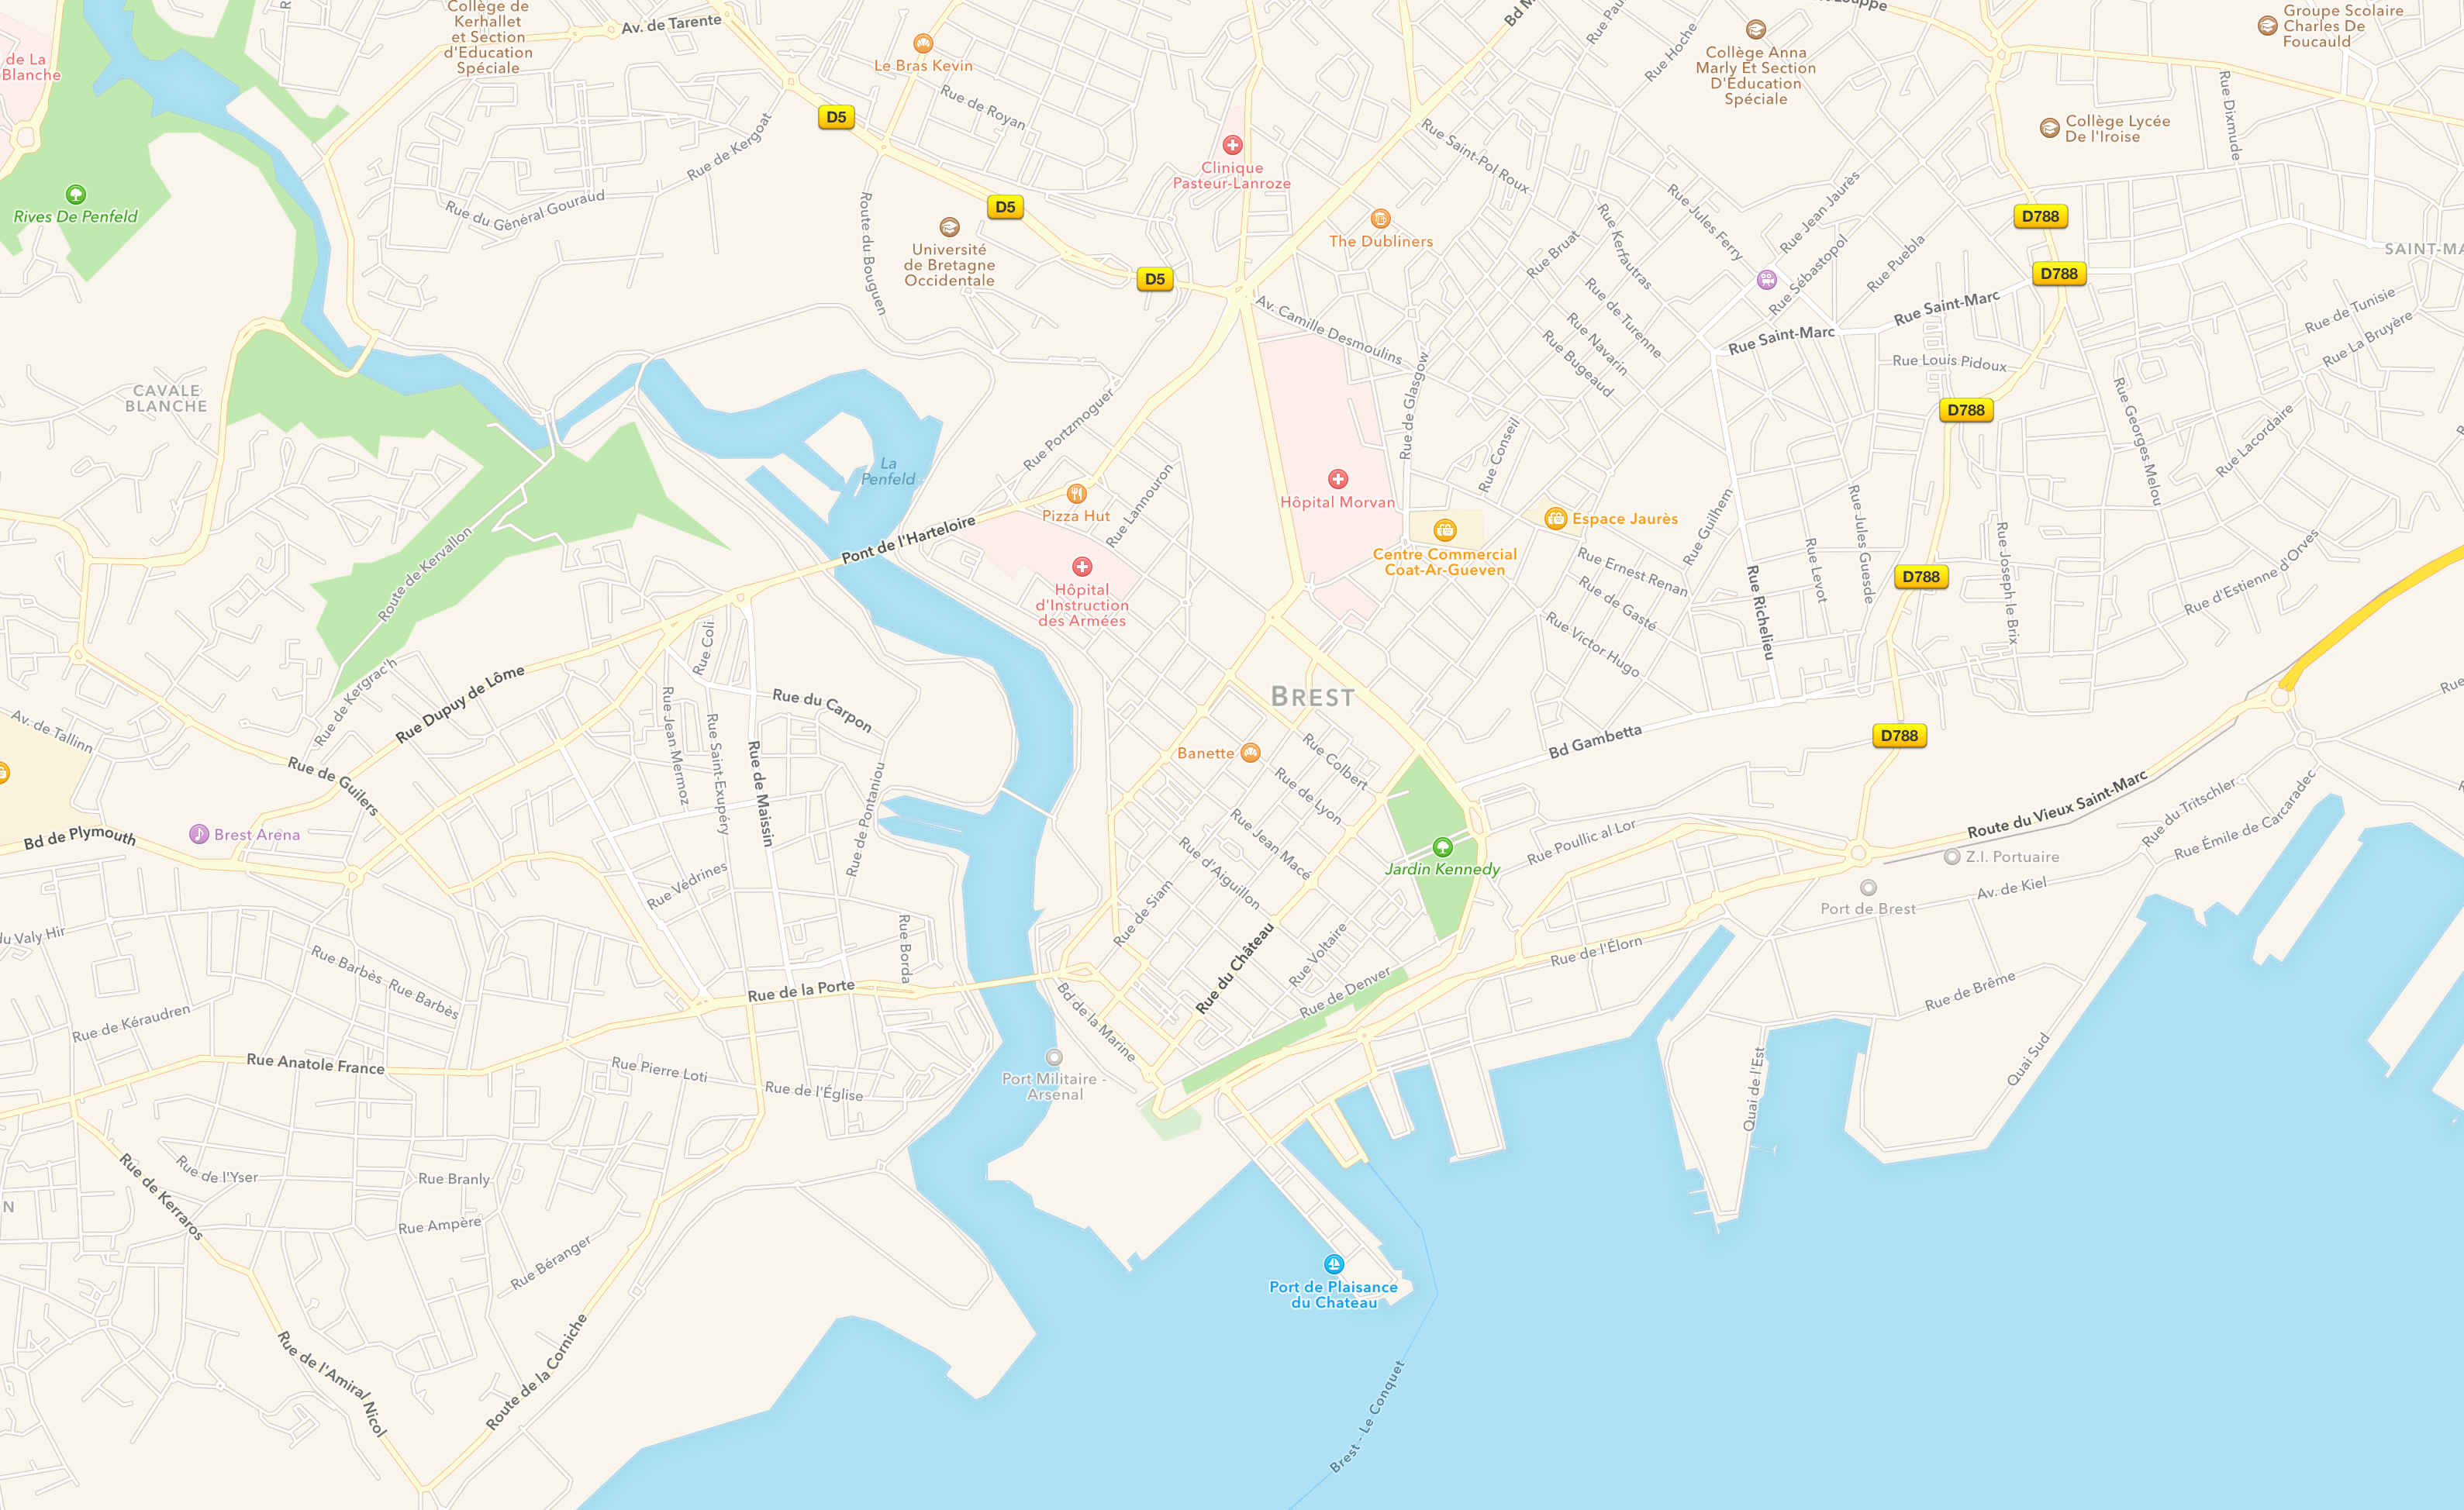 Collège de
Kerhallet
et Section
d'Education
Spéciale
Av. de Tarente
Le Bras Kevin
Rue de Royan
Bd M
Rue Pau
Rue Hoche
Collège Anna
Marly Et Section
D'Éducation
Spéciale
Groupe Scolaire
Charles De
Foucauld
de La
Blanche
D5
Rue de Kergoat
Clinique
Pasteur-Lanroze
Rue Saint-Pol Roux
Collège Lycée
De l'Iroise
Rue Dixmude
Rives De Penfeld
Rue du Général Gouraud
Route du Bouguen
Université
de Bretagne
Occidentale
D5
D5
The Dubliners
Rue Bruat
Rue Kerfautras
Rue Jules Ferry
Rue Jean Jaurès
Rue Sébastopol
Rue Puebla
D788
D788
SAINT-MA
Av. Camille Desmoulins
Rue de Turenne
Rue Navarin
Rue Bugeaud
Rue Saint-Marc
Rue Saint-Marc
Rue Louis Pidoux
Rue de Tunisie
Rue La Bruyère
CAVALE
BLANCHE
Rue de Glasgow
Rue Portzmoguer
Rue Conseil
D788
Rue Georges Melou
Rue Lacordaire
La
Penfeld
Pizza Hut
Rue Lannouron
Hôpital Morvan
Centre Commercial
Coat-Ar-Gueven
Espace Jaurès
Rue Guilhem
Rue Jules Guesde
Rue Levot
Rue Joseph le Brix
Rue d'Estienne d'Orves
Pont de l'Harteloire
Route de Kervallon
Hôpital
d'Instruction
des Armées
Rue Ernest Renan
Rue de Gasté
Rue Victor Hugo
Rue Richelieu
D788
Rue Coli
Rue de Kergrac'h
Rue Dupuy de Lôme
Rue du Carpon
Rue Jean Mermoz
Rue Saint-Exupéry
Rue de Maissin
Rue de Pontaniou
BREST
Banette
Rue Colbert
Rue de Lyon
Rue Jean Macé
Rue d'Aiguillon
Bd Gambetta
D788
Av. de Tallinn
Rue de Guilers
Brest Arena
Bd de Plymouth
Rue Védrines
Rue Borda
Rue de Siam
Rue du Château
Rue Voltaire
Rue de Denver
Jardin Kennedy
Rue Poullic al Lor
Rue de l'Élorn
Route du Vieux Saint-Marc
Z.I. Portuaire
Port de Brest
Av. de Kiel
Rue du Tritschler
Rue Émile de Carcaradec
Rue
du Valy Hir
Rue Barbès
Rue Barbès
Rue de Kéraudren
Rue de la Porte
Rue Anatole France
Rue Pierre Loti
Rue de l'Église
Bd de la Marine
Port Militaire -
Arsenal
Rue de Brême
Quai Sud
Quai de l'Est
Rue de Kerraros
Rue de l'Yser
Rue Branly
Rue Ampère
Rue Béranger
ON
Port de Plaisance
du Chateau
Rue de l'Amiral Nicol
Route de la Corniche
Brest - Le Conquet